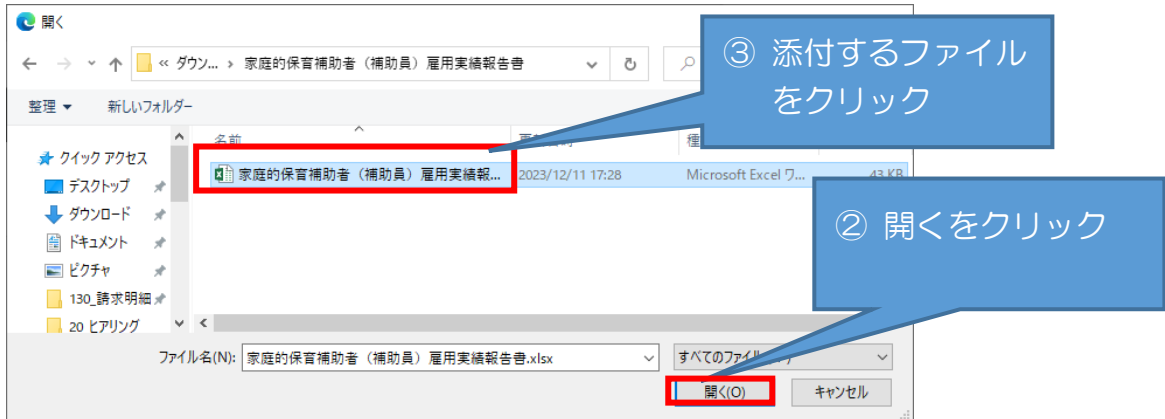 開く
③ 添付するファイル
をクリック
« ダウン... › 家庭的保育補助者（補助員）雇用実績報告書
整理 ▼ 新しいフォルダー
名前
クイック アクセス
家庭的保育補助者（補助員）雇用実績報... 2023/12/11 17:28 Microsoft Excel ワ... 43 KB
デスクトップ
ダウンロード
② 開くをクリック
ドキュメント
ピクチャ
130_請求明細
20 ヒアリング
ファイル名(N): 家庭的保育補助者（補助員）雇用実績報告書.xlsx
開く(O) キャンセル